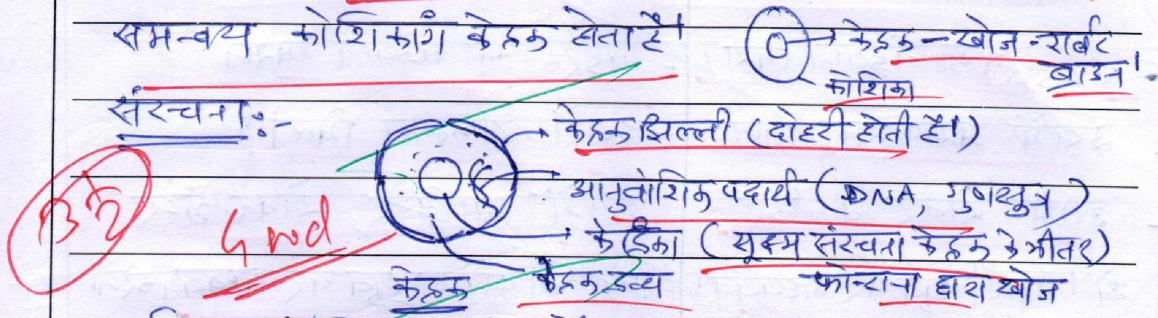 समन्वय कोशिकांग केन्द्रक होता है। → केन्द्रक - खोज - राबर्ट
ब्राउन।
कोशिका
संरचना :-
→ केन्द्रक झिल्ली (दोहरी होती है।)
→ आनुवांशिक पदार्थ (DNA, गुणसूत्र)
Good
→ केन्द्रिका (सूक्ष्म संरचना केन्द्रक के भीतर)
केन्द्रक केन्द्रक द्रव्य फोन्टाना द्वारा खोज